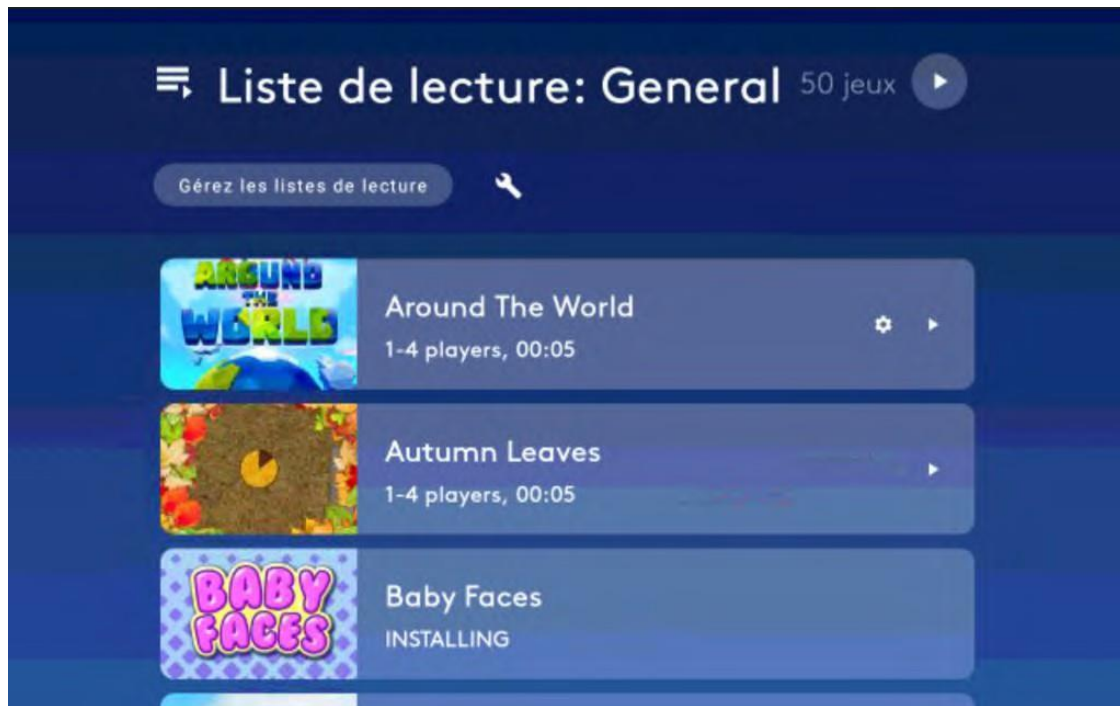 Liste de lecture: General 50 jeux
Gérez les listes de lecture
AROUND
THE
WORLD
Around The World
1-4 players, 00:05
Autumn Leaves
1-4 players, 00:05
BABY
FACES
Baby Faces
INSTALLING